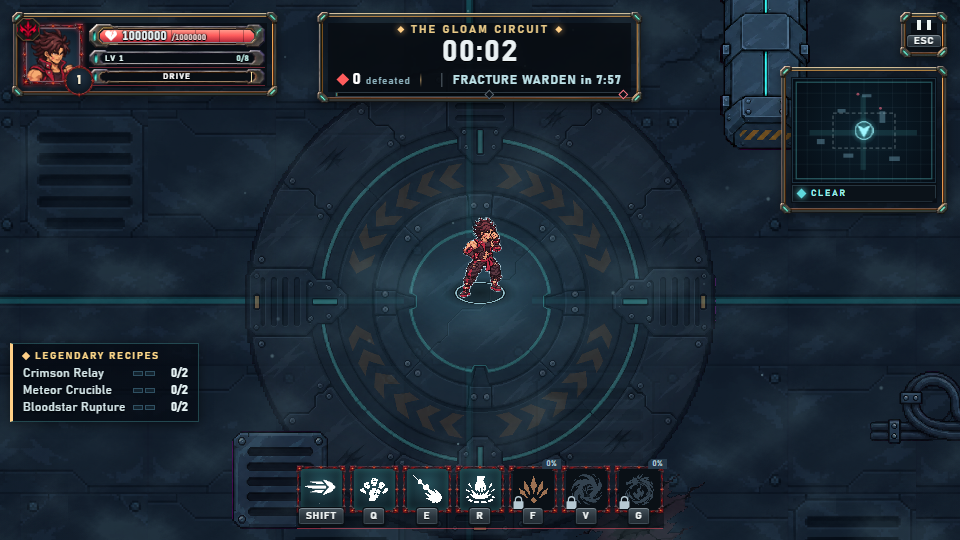 1000000 / 1000000
LV 1 0/8
DRIVE
1
THE GLOAM CIRCUIT
00:02
0 defeated FRACTURE WARDEN in 7:57
ESC
CLEAR
LEGENDARY RECIPES
Crimson Relay 0/2
Meteor Crucible 0/2
Bloodstar Rupture 0/2
0% 0%
SHIFT Q E R F V G